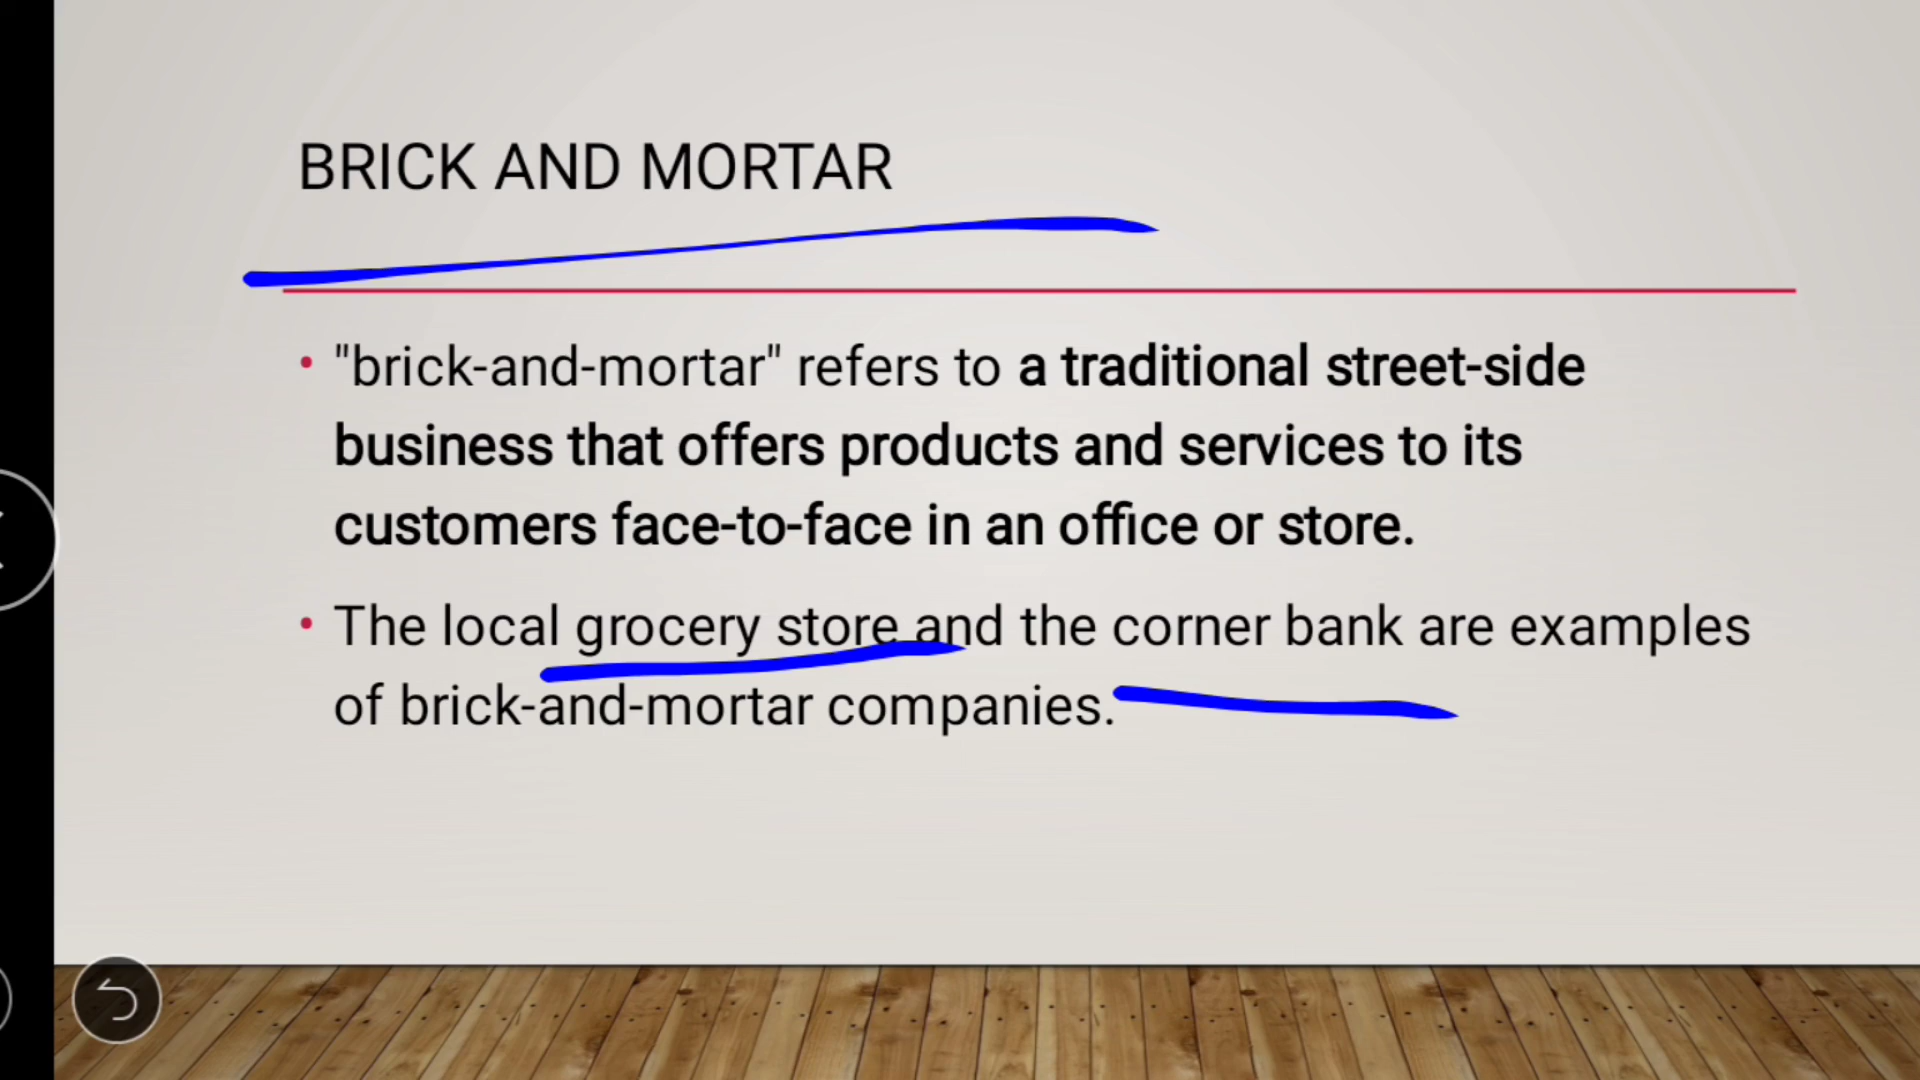 BRICK AND MORTAR
• "brick-and-mortar" refers to a traditional street-side
business that offers products and services to its
customers face-to-face in an office or store.
• The local grocery store and the corner bank are examples
of brick-and-mortar companies.